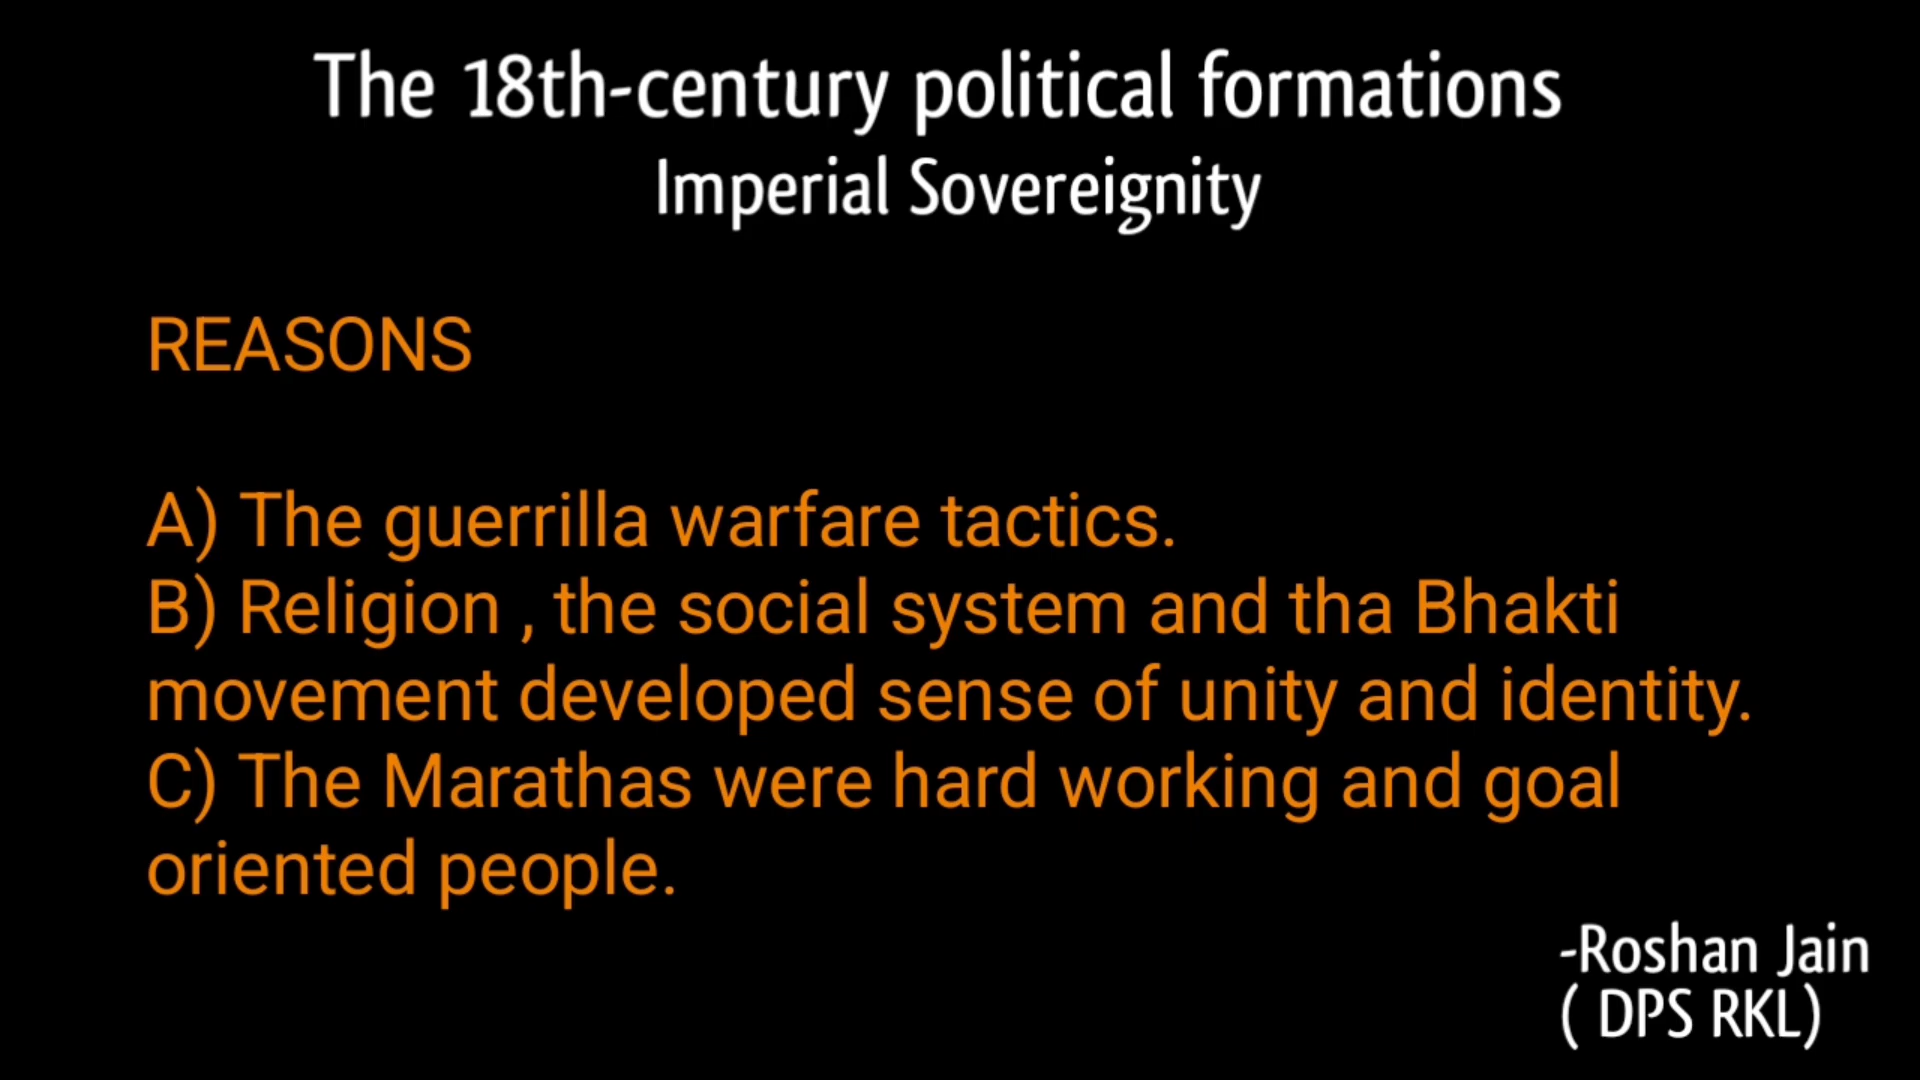 The 18th-century political formations
Imperial Sovereignity
REASONS
A) The guerrilla warfare tactics.
B) Religion , the social system and tha Bhakti
movement developed sense of unity and identity.
C) The Marathas were hard working and goal
oriented people.
-Roshan Jain
( DPS RKL)